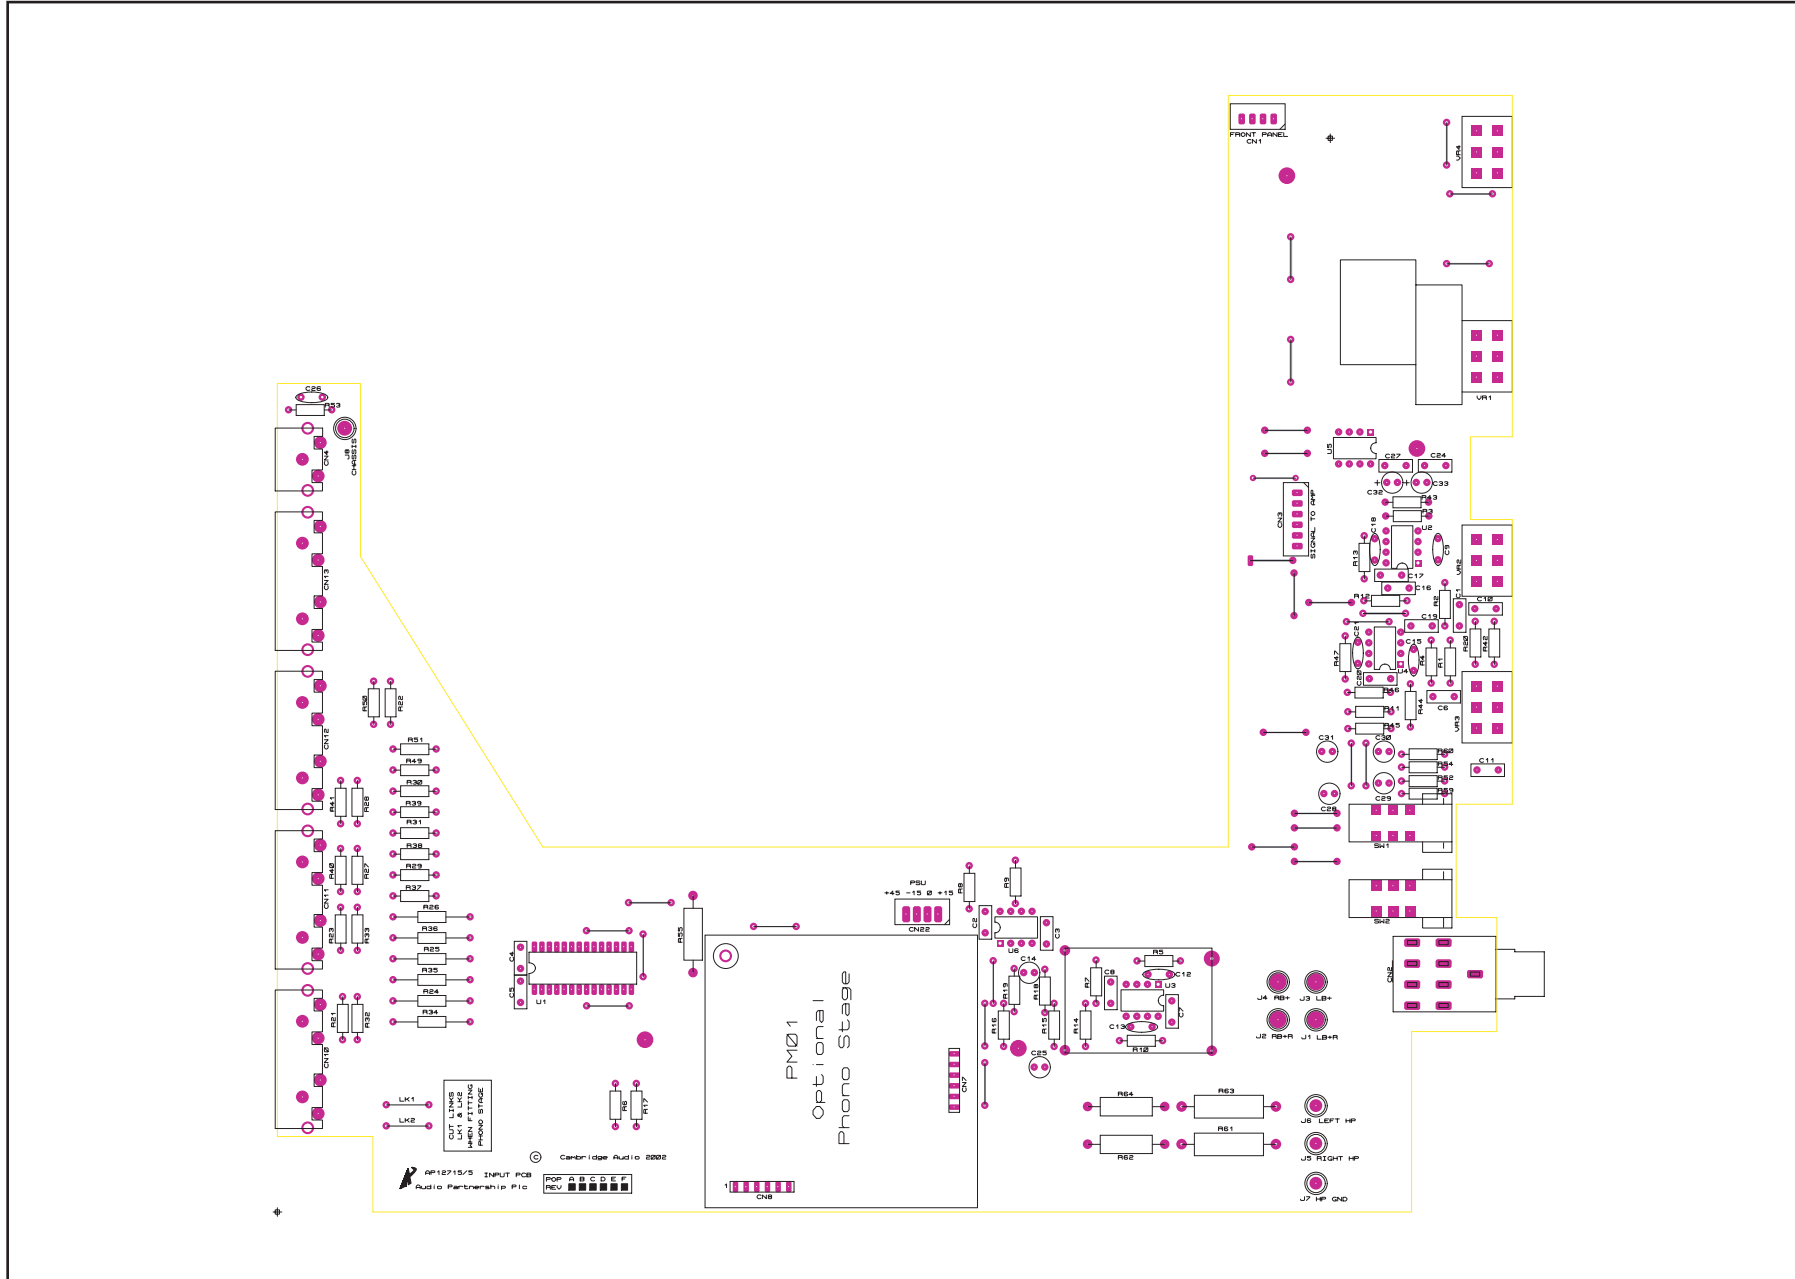 FRONT PANEL
CN1
VR4
VR1
C26
R53
J8
CHASSIS
CN4
U5
C27
C24
C32
C33
CN3
SIGNAL TO AMP
R43
R3
U2
C18
R13
C9
C17
C16
R12
VR2
CN13
R2
C1
C10
C19
R20
R42
C21
R47
C15
U4
R4
R1
C20
R46
R11
R45
R44
C6
VR3
R50
R22
CN12
C31
C30
R60
R54
R52
R59
C11
C28
C29
SW1
R51
R49
R30
R39
R31
R38
R29
R37
R26
R36
R25
R35
R24
R34
R41
R28
R40
R27
CN11
R23
R33
R21
R32
CN10
SW2
PSU
+45 -15 0 +15
CN22
R8
R9
C2
U6
C3
R55
C4
C5
U1
C14
R19
R18
R16
R15
R14
R7
C8
R5
C12
U3
C13
C7
R10
C25
CN2
J4 RB+
J3 LB+
J2 RB+R
J1 LB+R
PM01
Optional
Phono Stage
CN7
CN8
1
R6
R17
LK1
LK2
CUT LINKS
LK1 & LK2
WHEN FITTING
PHONO STAGE
R64
R63
R62
R61
J6 LEFT HP
J5 RIGHT HP
J7 HP GND
© Cambridge Audio 2002
AP12715/5 INPUT PCB
Audio Partnership Plc
POP A B C D E F
REV